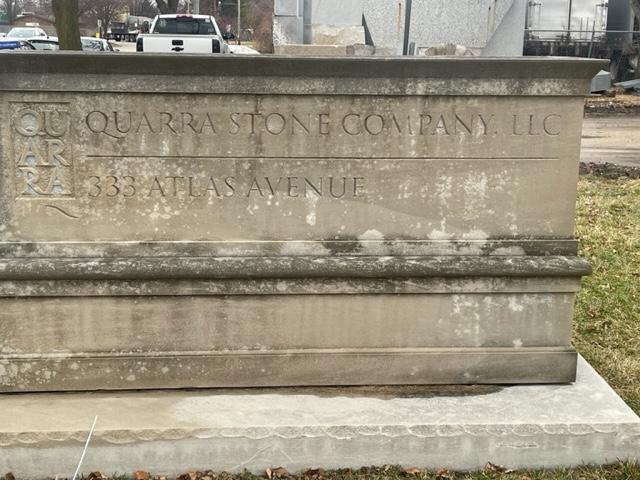 QU
AR
RA
QUARRA STONE COMPANY, LLC
333 ATLAS AVENUE